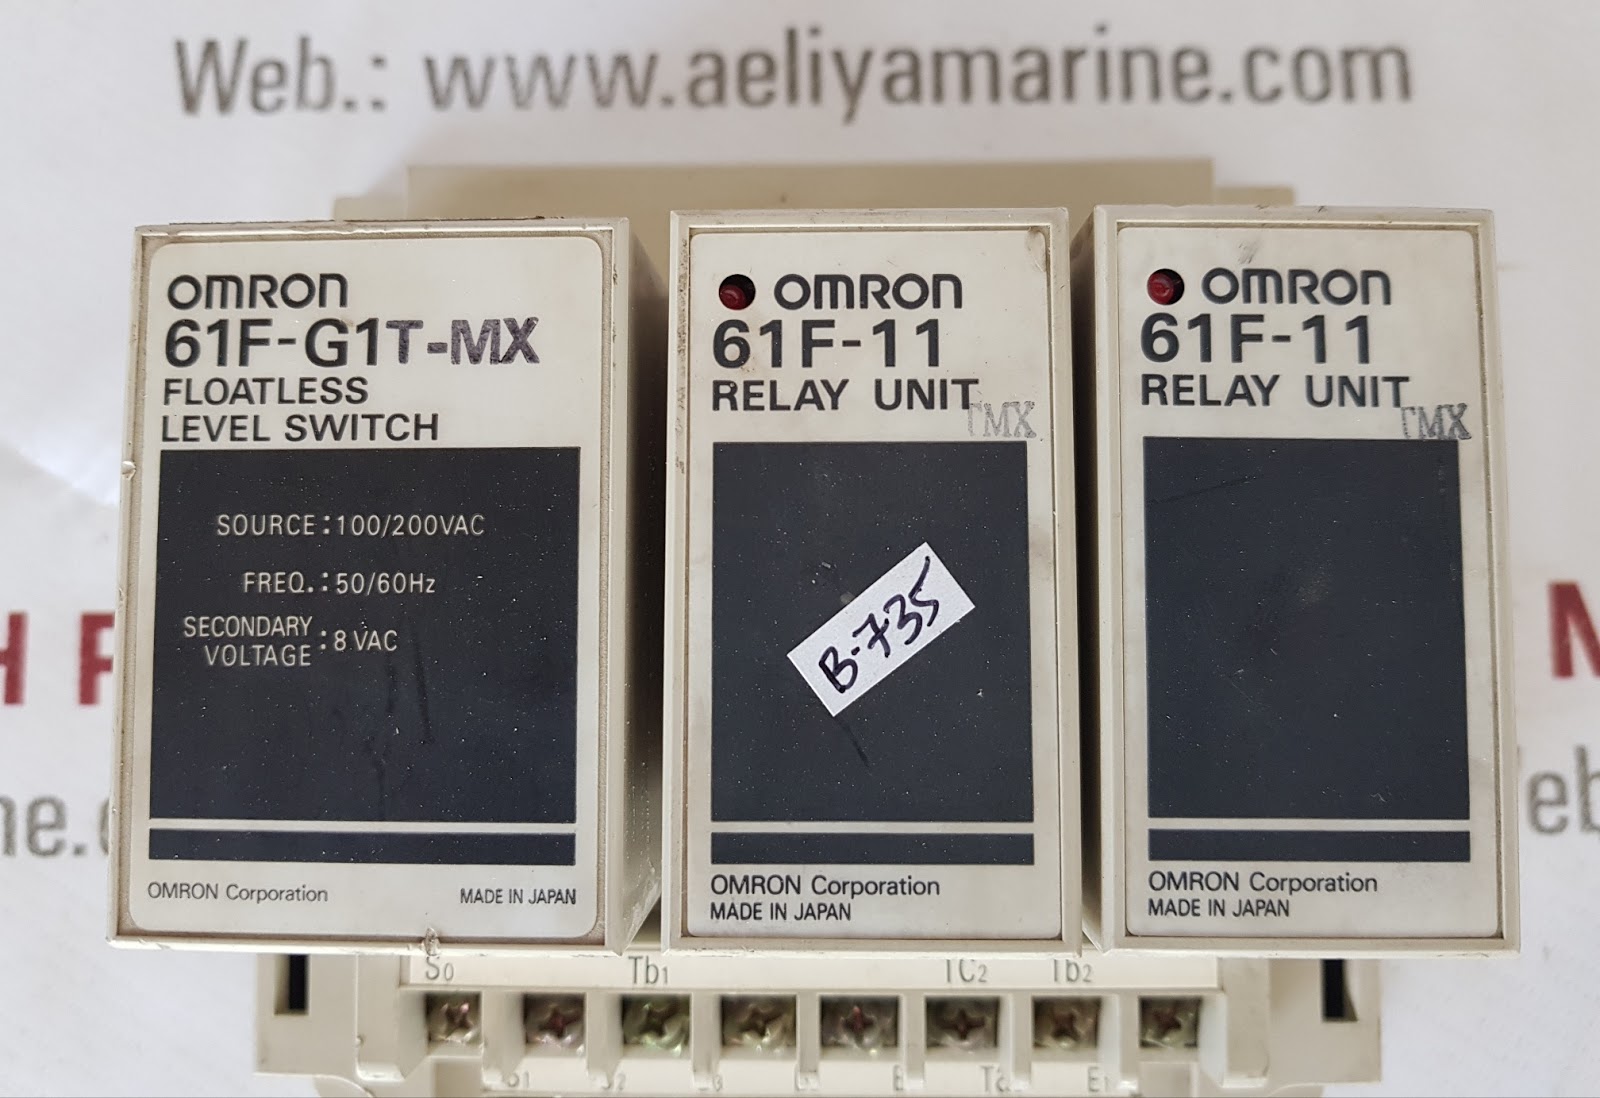 Web.: www.aeliyamarine.com
OMRON
61F-G1T-MX
FLOATLESS
LEVEL SWITCH
SOURCE : 100/200VAC
FREQ. : 50/60Hz
SECONDARY VOLTAGE : 8 VAC
OMRON Corporation
MADE IN JAPAN
OMRON
61F-11
RELAY UNIT
TMX
B-735
OMRON Corporation
MADE IN JAPAN
OMRON
61F-11
RELAY UNIT
TMX
OMRON Corporation
MADE IN JAPAN
S0 Tb1 TC2 Tb2
E1